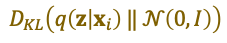 D_{KL}(q(𝐳|𝐱_i) ∥ 𝒩(0, I))